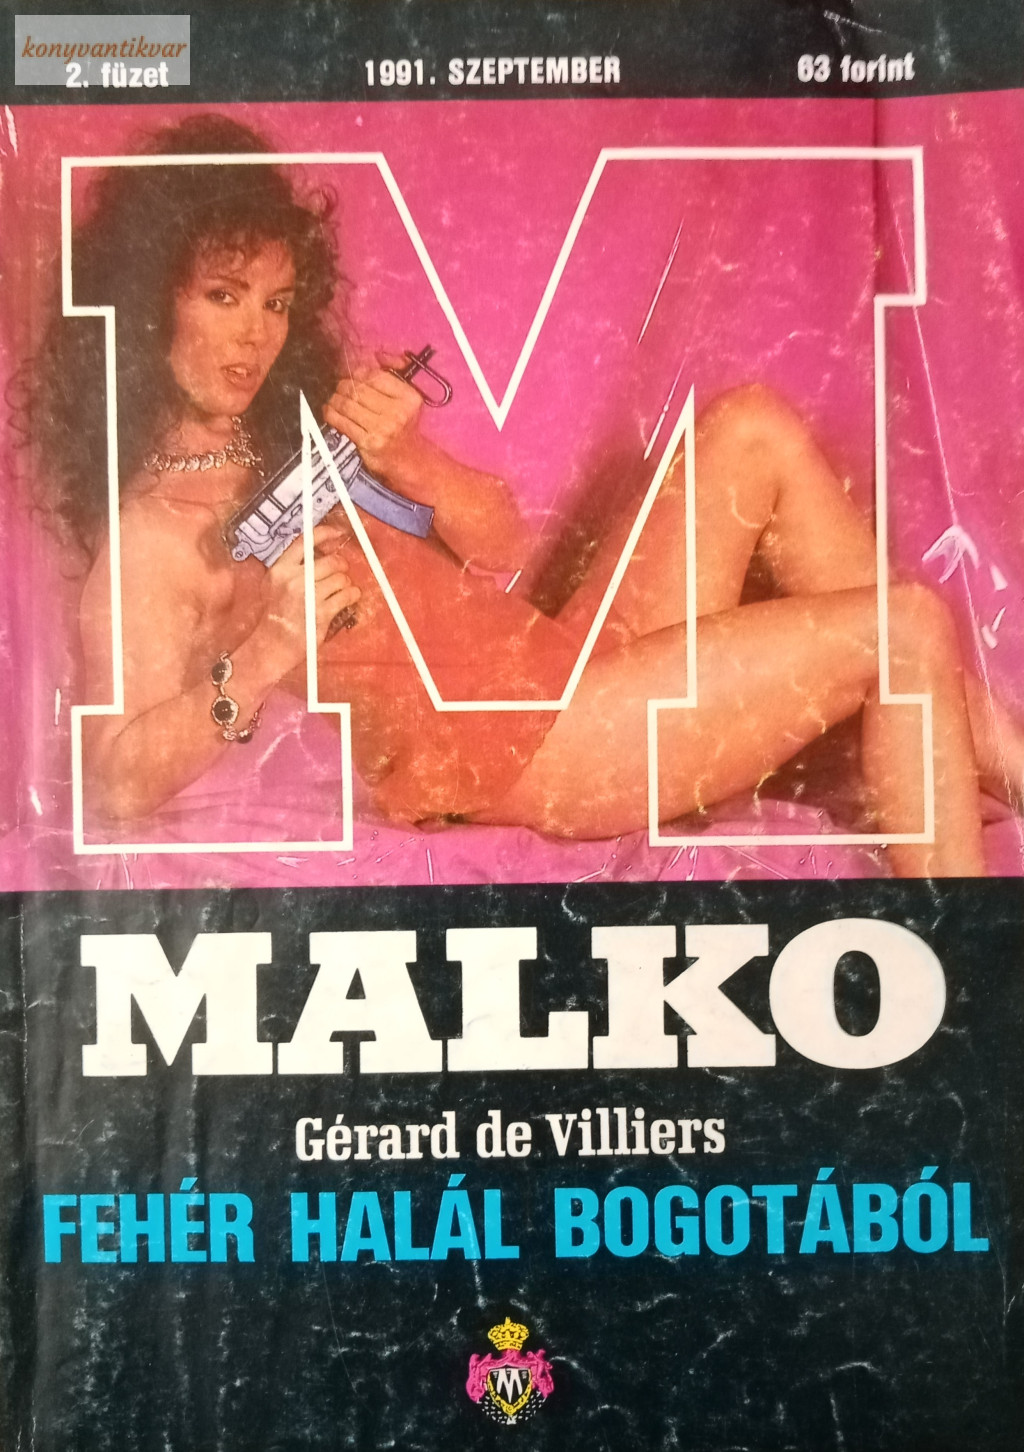 konyvantikvar
2. füzet 1991. SZEPTEMBER 63 forint
M
MALKO
Gérard de Villiers
FEHÉR HALÁL BOGOTÁBÓL
M